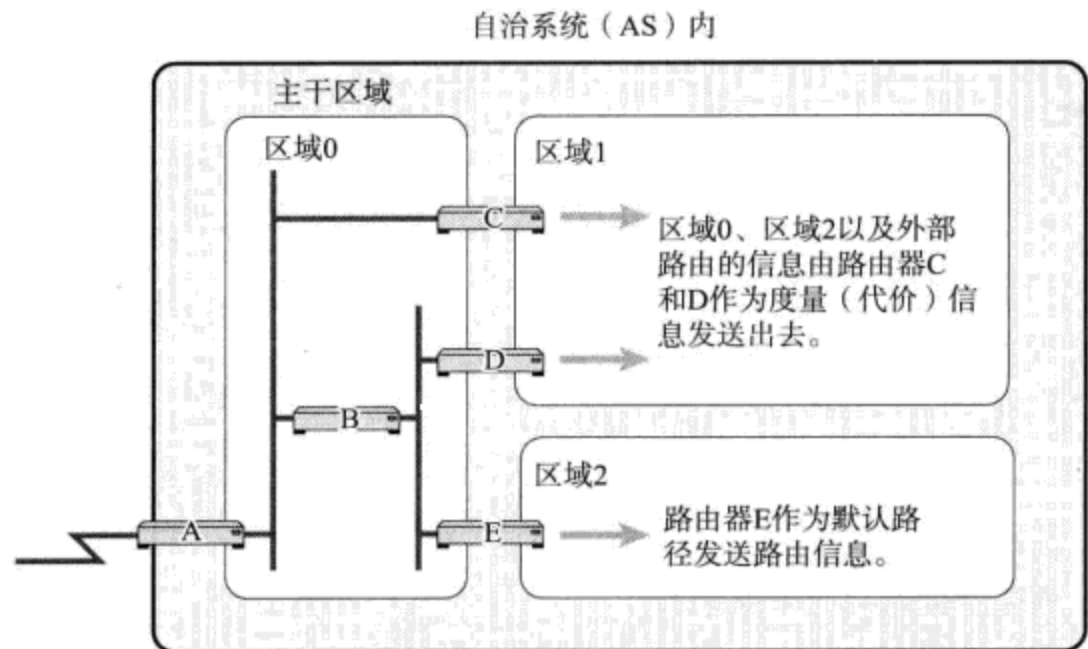 自治系统（AS）内
主干区域
区域0
区域1
C
区域0、区域2以及外部
路由的信息由路由器C
和D作为度量（代价）信
息发送出去。
D
B
区域2
A
E
路由器E作为默认路
径发送路由信息。